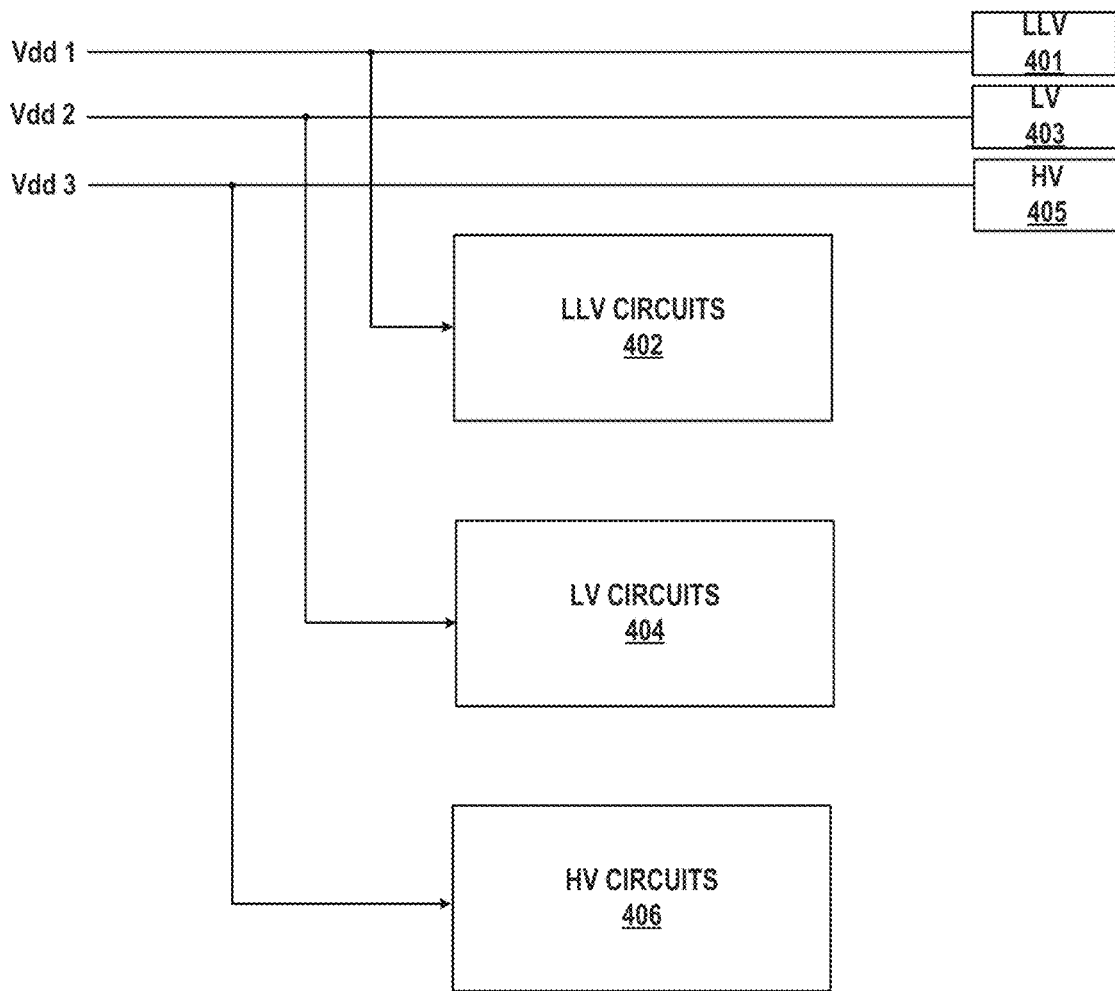 LLV
401
Vdd 1
LV
403
Vdd 2
HV
405
Vdd 3
LLV CIRCUITS
402
LV CIRCUITS
404
HV CIRCUITS
406